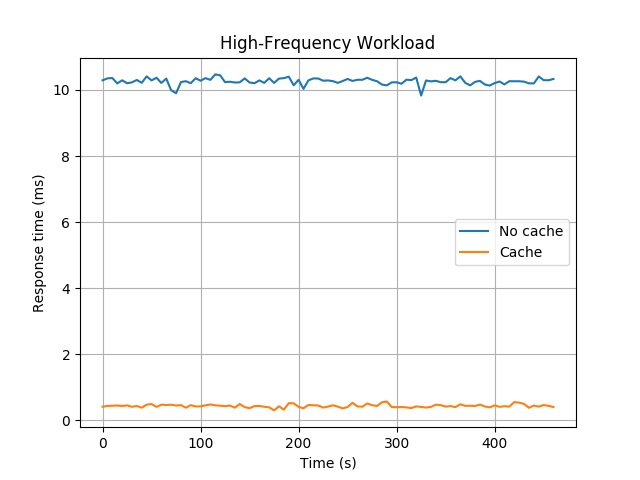 High-Frequency Workload
Response time (ms)
10
8
6
4
2
0
No cache
Cache
0 100 200 300 400
Time (s)